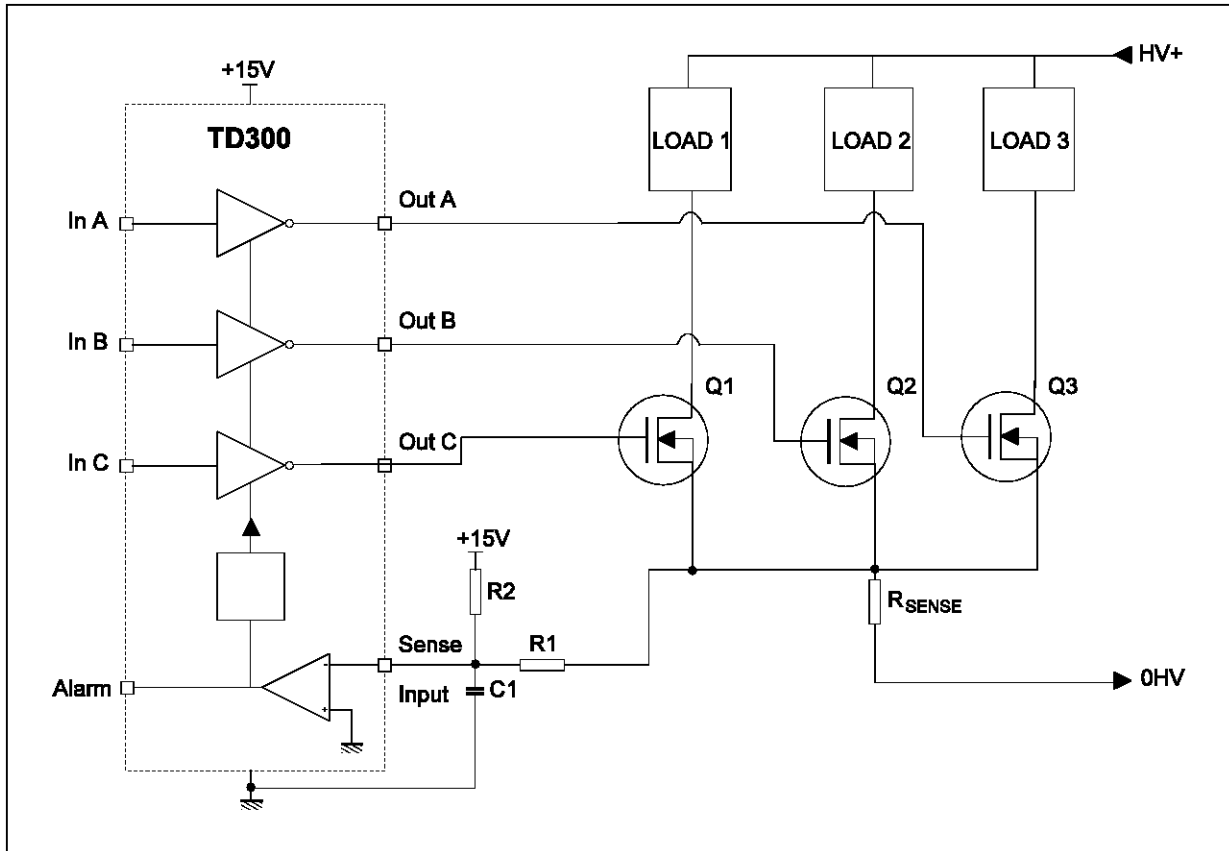 +15V
TD300
HV+
LOAD 1
LOAD 2
LOAD 3
In A
Out A
In B
Out B
Q1
Q2
Q3
In C
Out C
+15V
R2
RSENSE
Sense
R1
Alarm
Input
C1
0HV
-
+